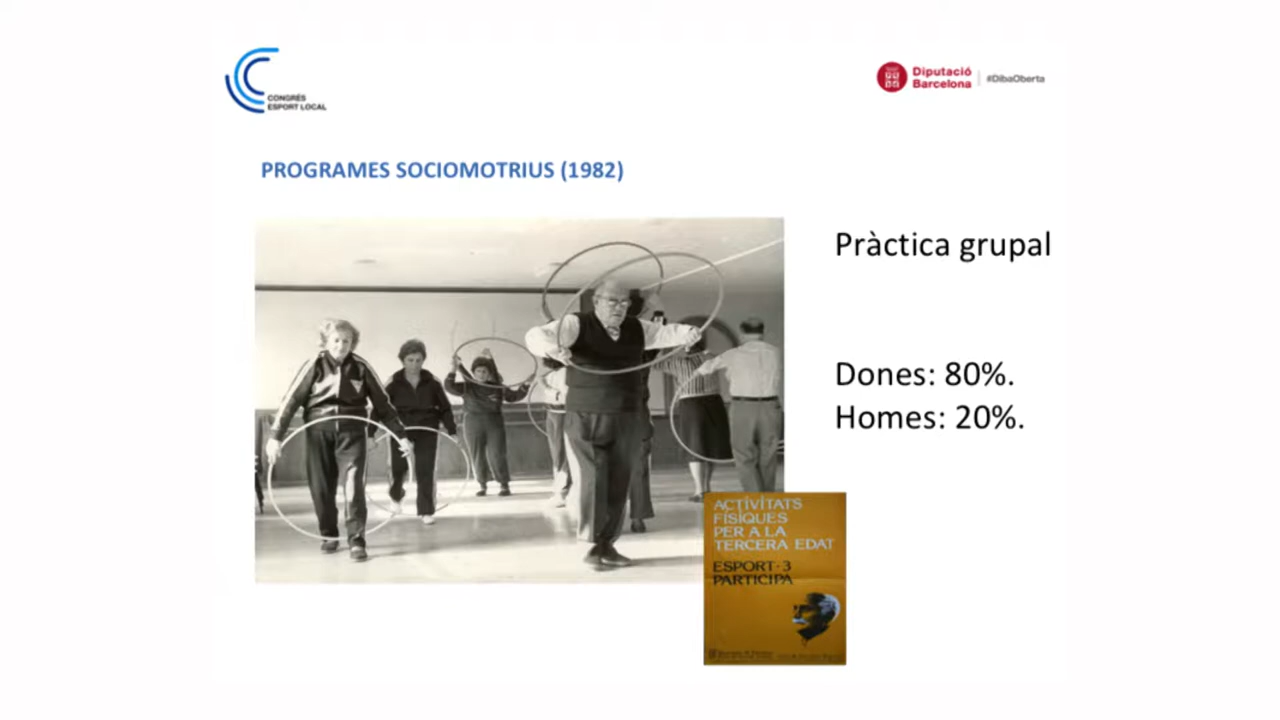 CONGRÉS
ESPORT LOCAL
Diputació
Barcelona
#DibaOberta
PROGRAMES SOCIOMOTRIUS (1982)
Pràctica grupal
Dones: 80%.
Homes: 20%.
ACTIVITATS
FÍSIQUES
PER A LA
TERCERA EDAT
ESPORT·3
PARTICIPA